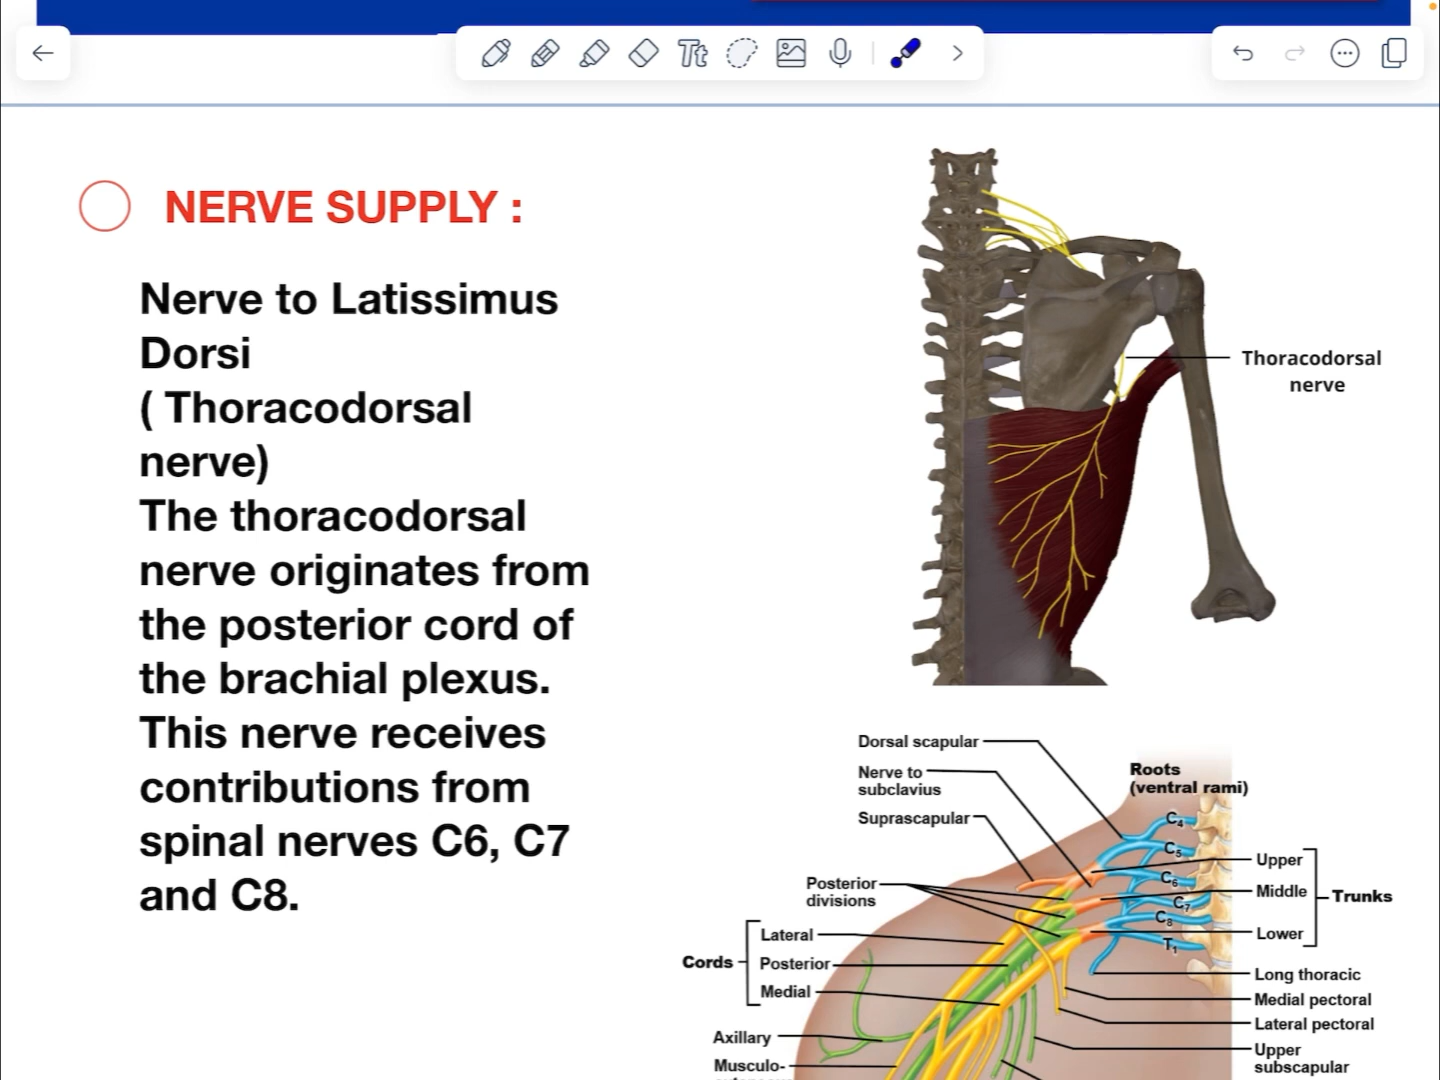 Tt
NERVE SUPPLY :
Nerve to Latissimus
Dorsi
( Thoracodorsal
nerve)
The thoracodorsal
nerve originates from
the posterior cord of
the brachial plexus.
This nerve receives
contributions from
spinal nerves C6, C7
and C8.
Thoracodorsal
nerve
Dorsal scapular
Nerve to
subclavius
Suprascapular
Posterior
divisions
Cords
Lateral
Posterior
Medial
Axillary
Musculo-
Roots
(ventral rami)
C4
C5
C6
C7
C8
T1
Upper
Middle
Lower
Trunks
Long thoracic
Medial pectoral
Lateral pectoral
Upper
subscapular